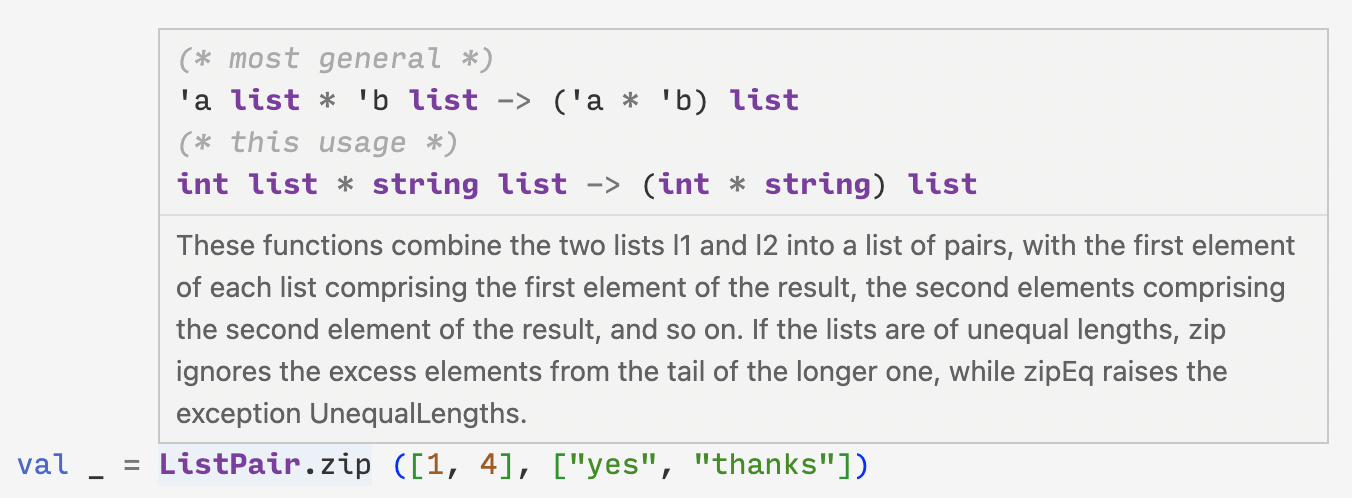 (* most general *)
'a list * 'b list -> ('a * 'b) list
(* this usage *)
int list * string list -> (int * string) list
These functions combine the two lists l1 and l2 into a list of pairs, with the first element
of each list comprising the first element of the result, the second elements comprising
the second element of the result, and so on. If the lists are of unequal lengths, zip
ignores the excess elements from the tail of the longer one, while zipEq raises the
exception UnequalLengths.
val _ = ListPair.zip ([1, 4], ["yes", "thanks"])